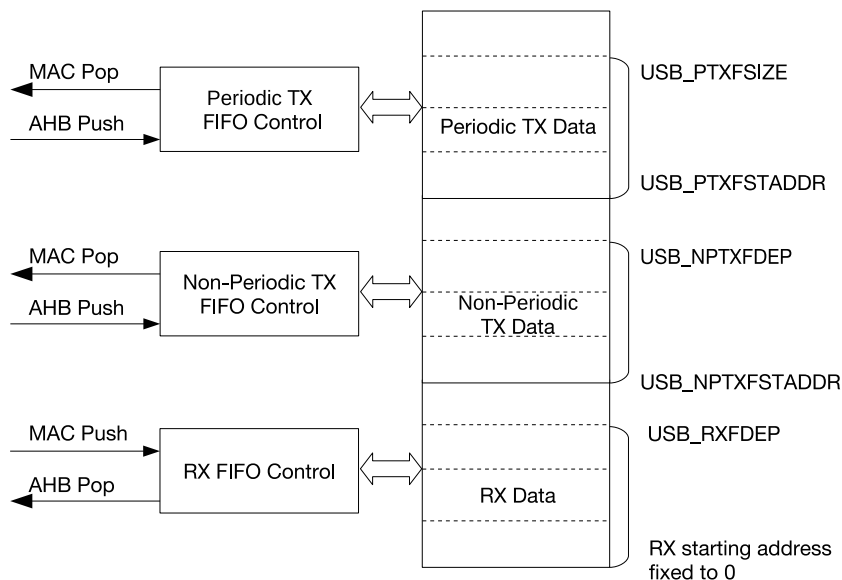 MAC Pop
AHB Push
Periodic TX
FIFO Control
Periodic TX Data
USB_PTXFSIZE
USB_PTXFSTADDR
MAC Pop
AHB Push
Non-Periodic TX
FIFO Control
Non-Periodic
TX Data
USB_NPTXFDEP
USB_NPTXFSTADDR
MAC Push
AHB Pop
RX FIFO Control
RX Data
USB_RXFDEP
RX starting address
fixed to 0